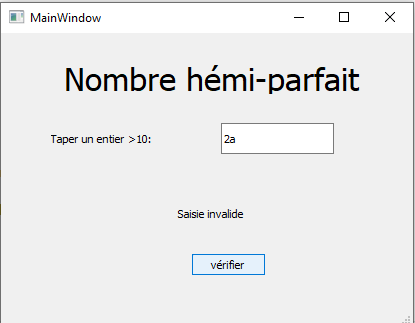 MainWindow
Nombre hémi-parfait
Taper un entier >10: 2a
Saisie invalide
vérifier